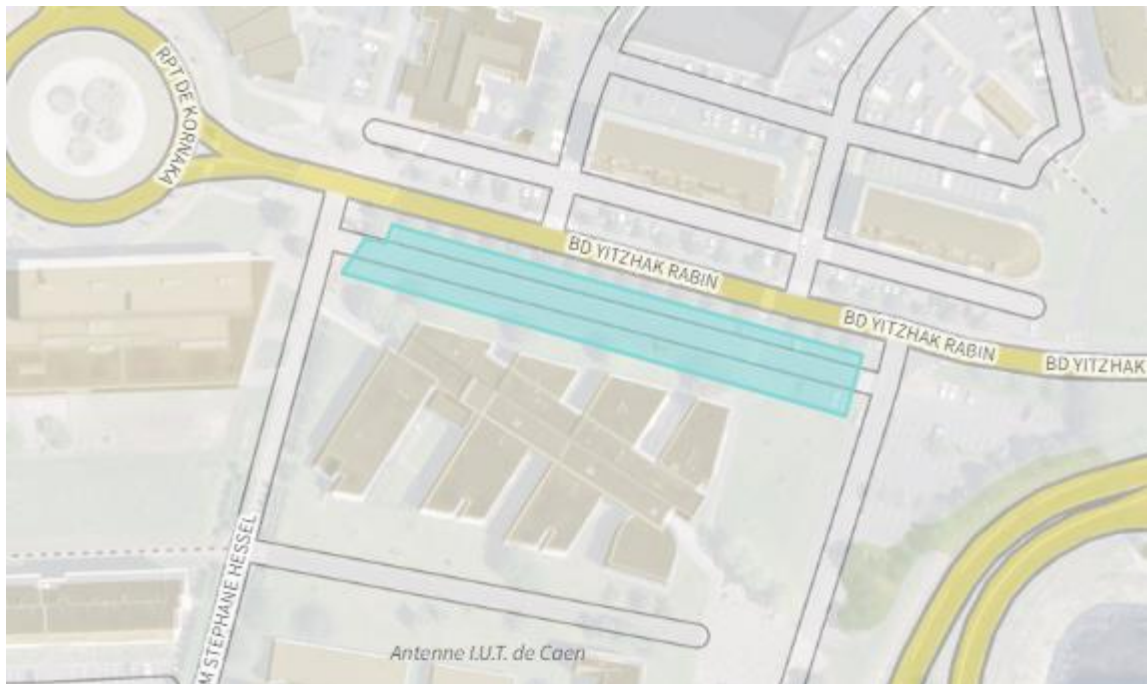 RPT DE KORNAKA
BD YITZHAK RABIN
BD YITZHAK RABIN
BD YITZHAK
M STEPHANE HESSEL
Antenne I.U.T. de Caen